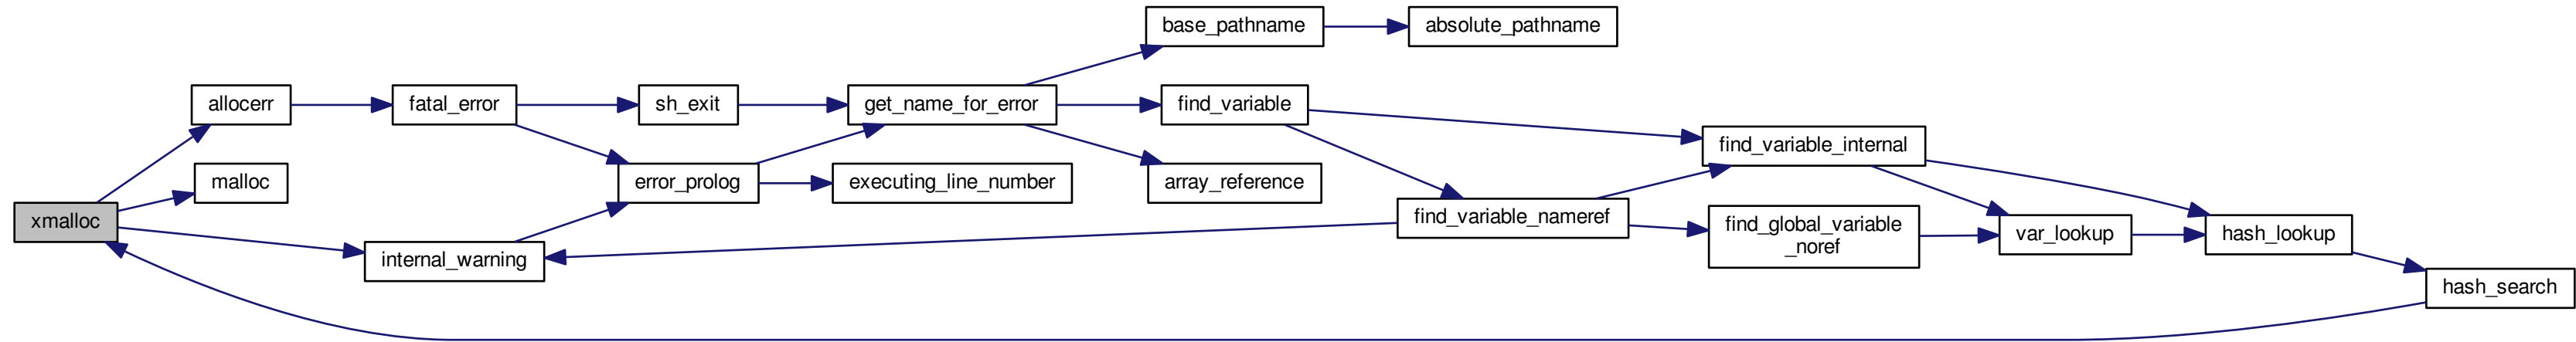 base_pathname
absolute_pathname
allocerr
fatal_error
sh_exit
get_name_for_error
find_variable
find_variable_internal
malloc
error_prolog
executing_line_number
array_reference
xmalloc
find_variable_nameref
find_global_variable
_noref
var_lookup
hash_lookup
internal_warning
hash_search